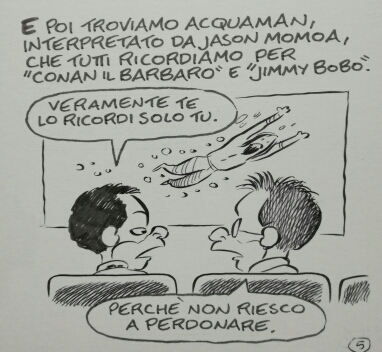 E POI TROVIAMO ACQUAMAN,
INTERPRETATO DA JASON MOMOA,
CHE TUTTI RICORDIAMO PER
"CONAN IL BARBARO" E "JIMMY BOBO".
VERAMENTE TE
LO RICORDI SOLO TU.
PERCHÈ NON RIESCO
A PERDONARE.
5